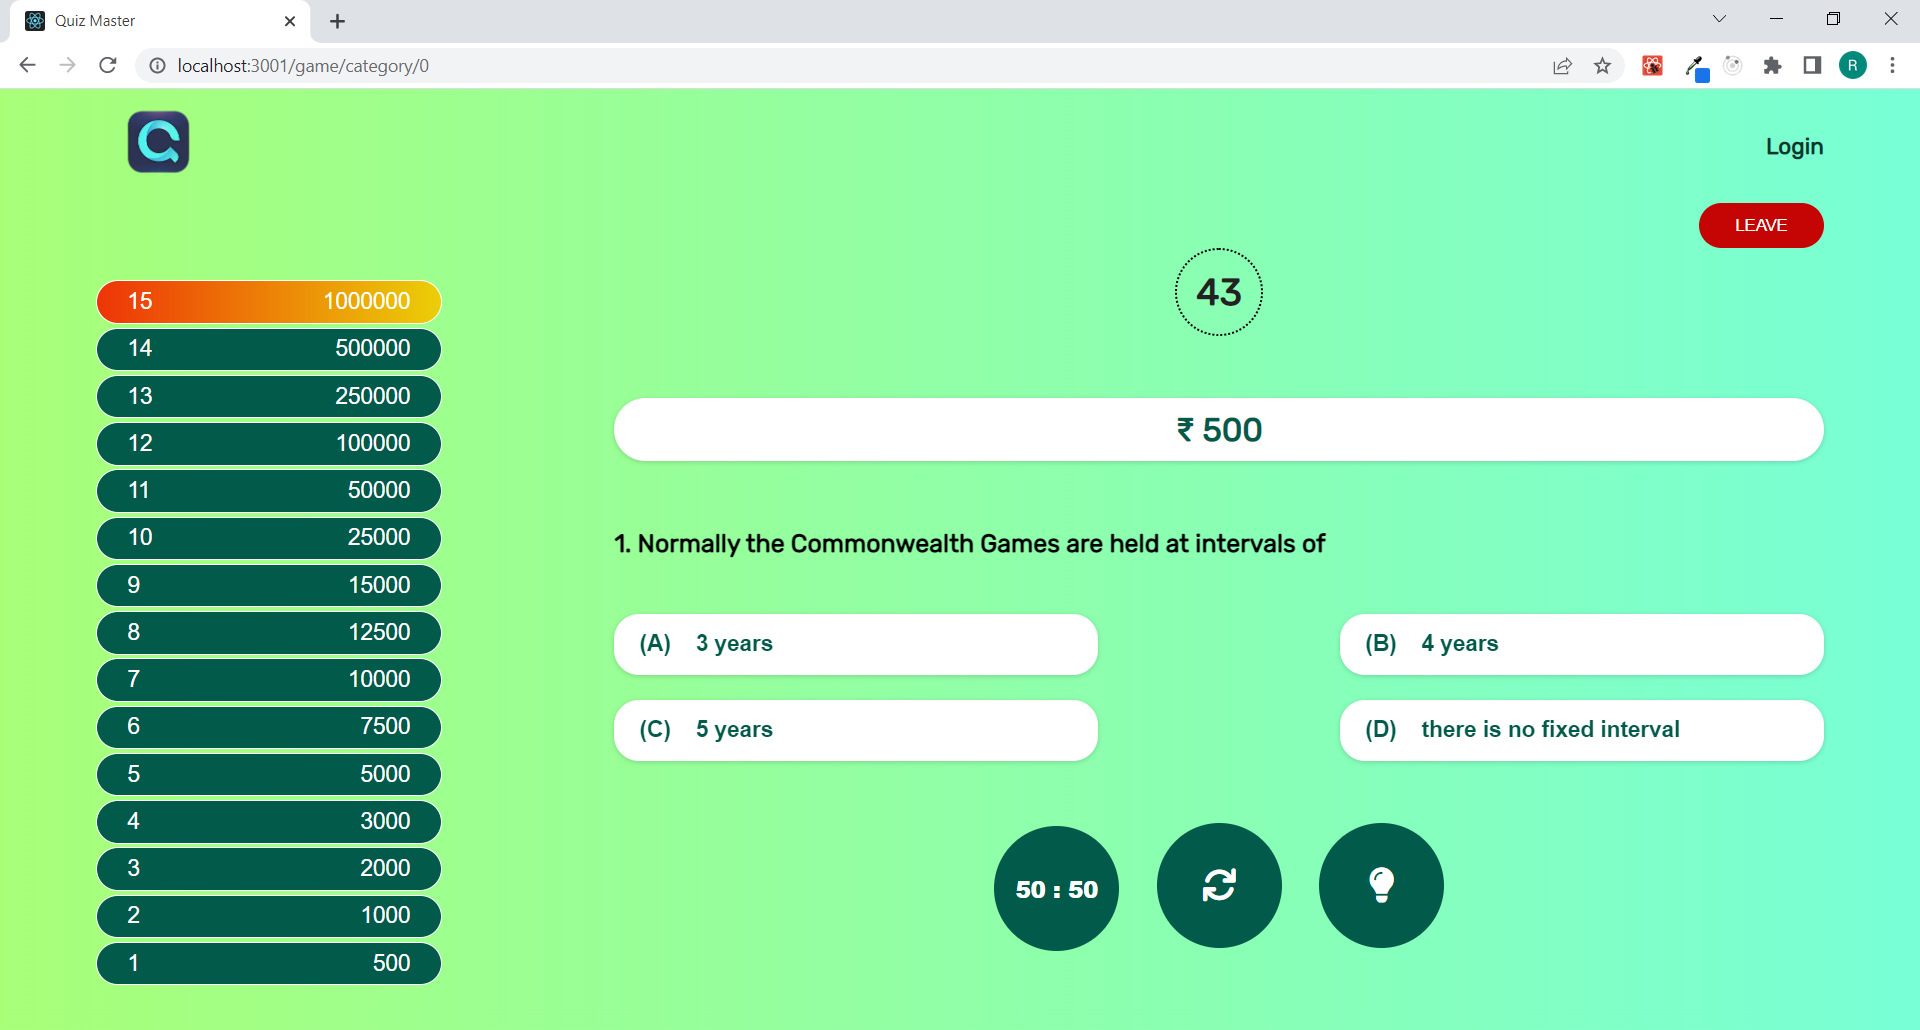 Quiz Master
localhost:3001/game/category/0
R
Login
LEAVE
43
15 1000000
14 500000
13 250000
12 100000
11 50000
10 25000
9 15000
8 12500
7 10000
6 7500
5 5000
4 3000
3 2000
2 1000
1 500
₹ 500
1. Normally the Commonwealth Games are held at intervals of
(A) 3 years
(B) 4 years
(C) 5 years
(D) there is no fixed interval
50 : 50